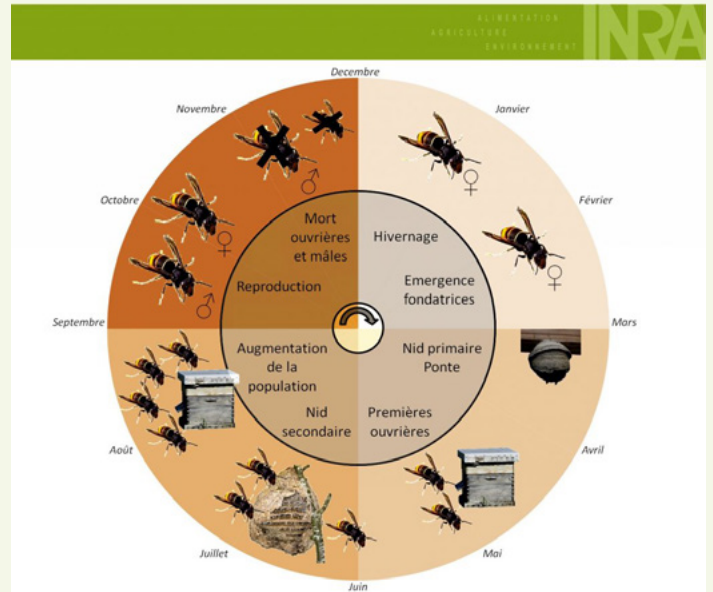 ALIMENTATION
AGRICULTURE
ENVIRONNEMENT
INRA
Decembre
Janvier
Février
Mars
Avril
Mai
Juin
Juillet
Août
Septembre
Octobre
Novembre
Hivernage
Emergence
fondatrices
Nid primaire
Ponte
Premières
ouvrières
Nid
secondaire
Augmentation
de la
population
Reproduction
Mort
ouvrières
et mâles
♀
♀
♂
♀
♂